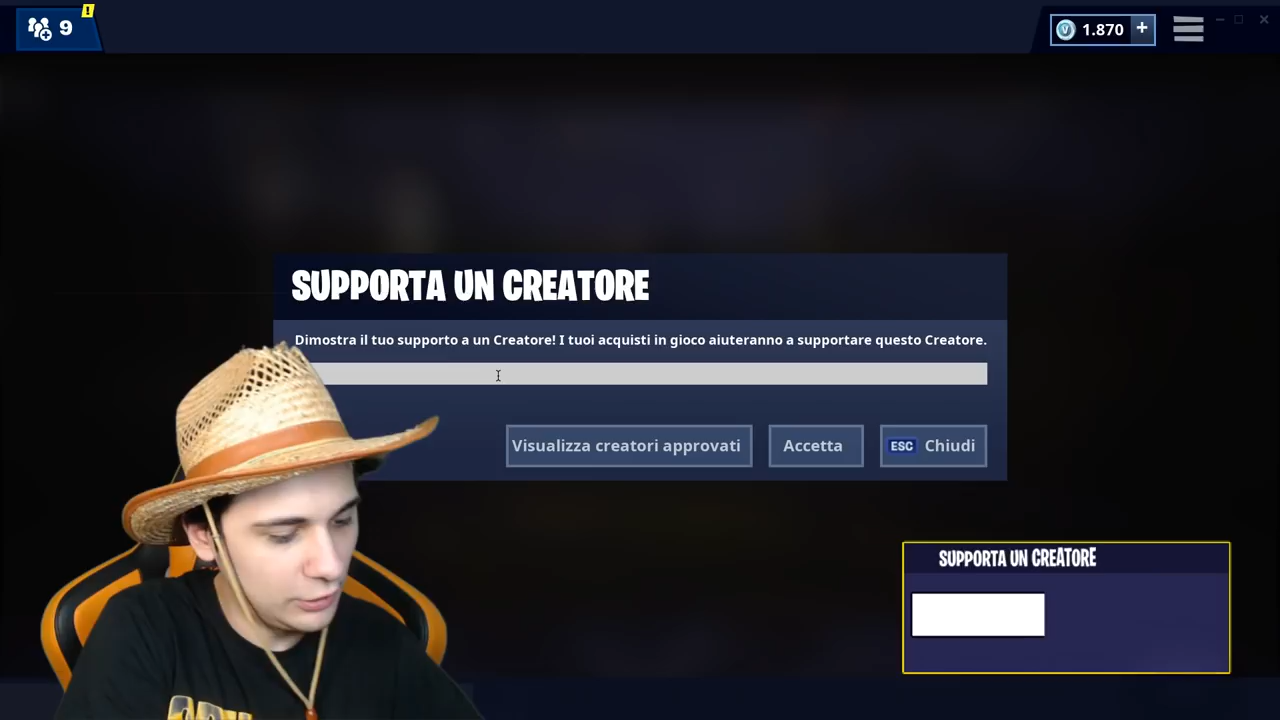 9
!
1.870 +
SUPPORTA UN CREATORE
Dimostra il tuo supporto a un Creatore! I tuoi acquisti in gioco aiuteranno a supportare questo Creatore.
Visualizza creatori approvati
Accetta
ESC Chiudi
SUPPORTA UN CREATORE